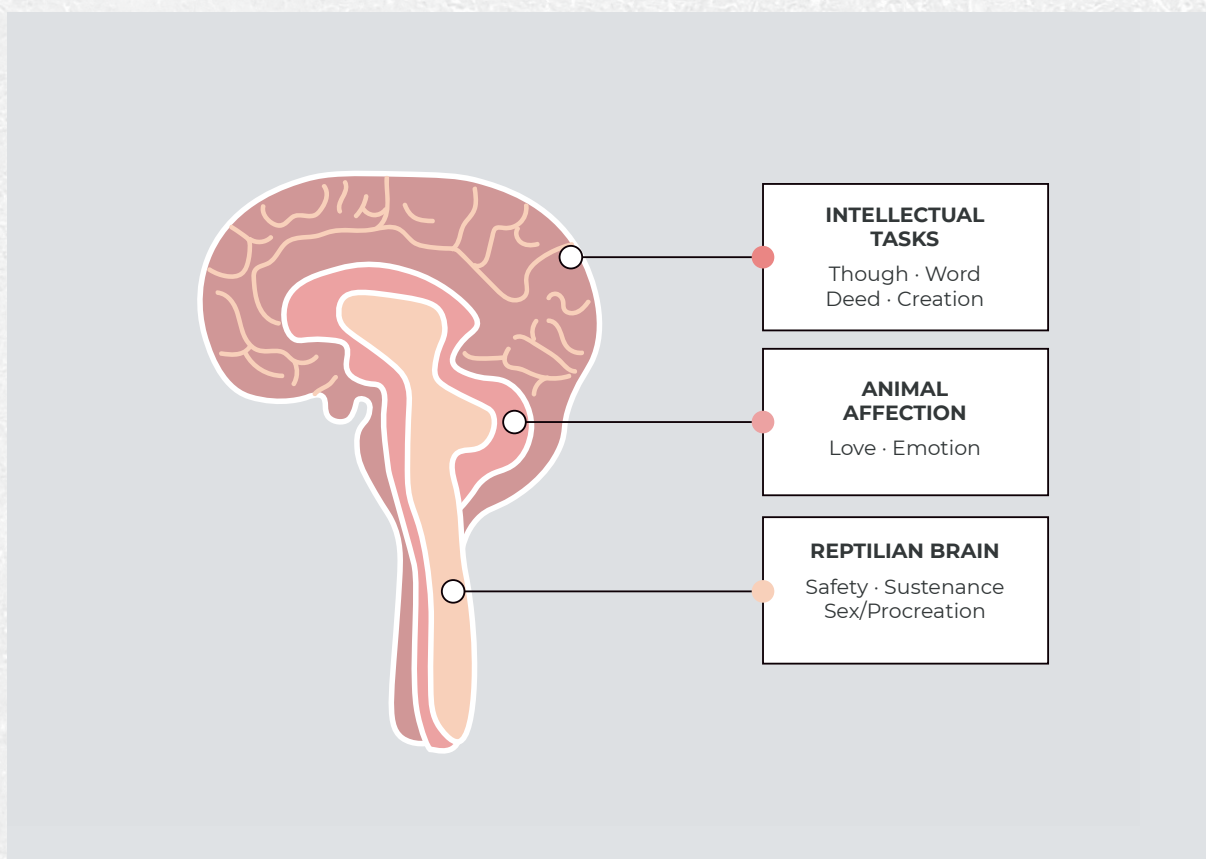 INTELLECTUAL
TASKS
Though · Word
Deed · Creation
ANIMAL
AFFECTION
Love · Emotion
REPTILIAN BRAIN
Safety · Sustenance
Sex/Procreation